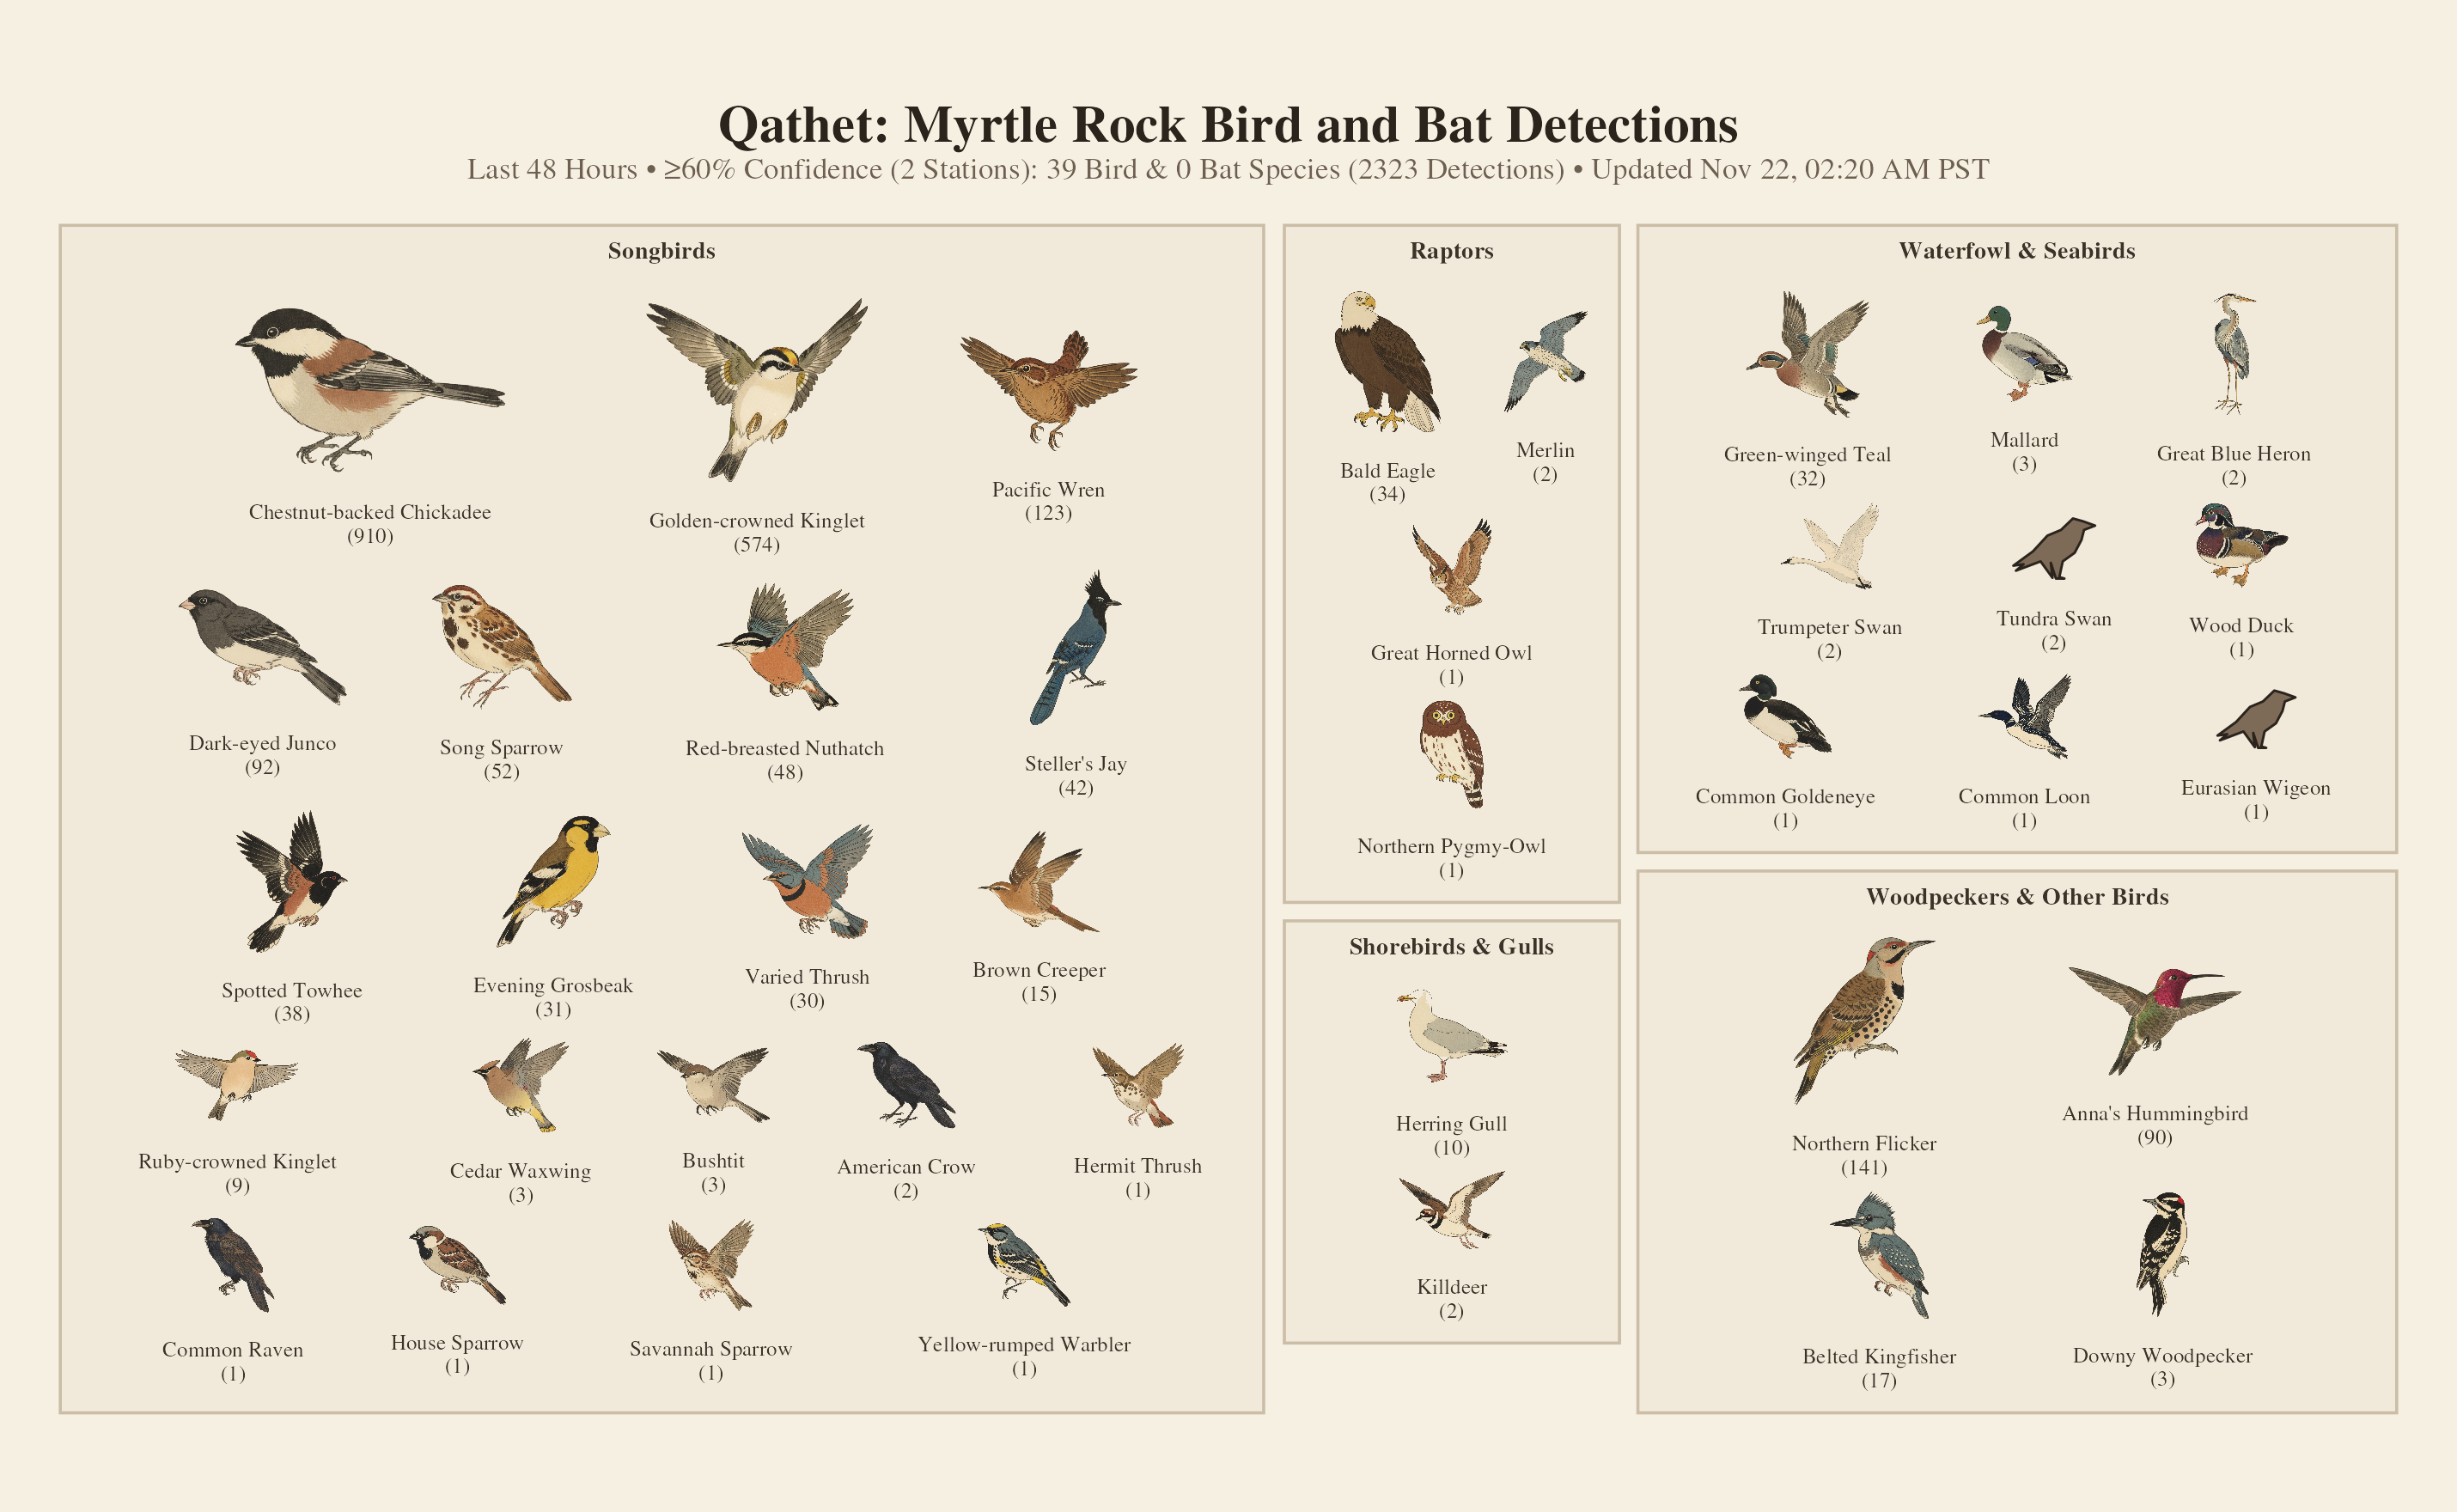 Qathet: Myrtle Rock Bird and Bat Detections
Last 48 Hours • ≥60% Confidence (2 Stations): 39 Bird & 0 Bat Species (2323 Detections) • Updated Nov 22, 02:20 AM PST
Songbirds
Chestnut-backed Chickadee
(910)
Golden-crowned Kinglet
(574)
Pacific Wren
(123)
Dark-eyed Junco
(92)
Song Sparrow
(52)
Red-breasted Nuthatch
(48)
Steller's Jay
(42)
Spotted Towhee
(38)
Evening Grosbeak
(31)
Varied Thrush
(30)
Brown Creeper
(15)
Ruby-crowned Kinglet
(9)
Cedar Waxwing
(3)
Bushtit
(3)
American Crow
(2)
Hermit Thrush
(1)
Common Raven
(1)
House Sparrow
(1)
Savannah Sparrow
(1)
Yellow-rumped Warbler
(1)
Raptors
Bald Eagle
(34)
Merlin
(2)
Great Horned Owl
(1)
Northern Pygmy-Owl
(1)
Shorebirds & Gulls
Herring Gull
(10)
Killdeer
(2)
Waterfowl & Seabirds
Green-winged Teal
(32)
Mallard
(3)
Great Blue Heron
(2)
Trumpeter Swan
(2)
Tundra Swan
(2)
Wood Duck
(1)
Common Goldeneye
(1)
Common Loon
(1)
Eurasian Wigeon
(1)
Woodpeckers & Other Birds
Northern Flicker
(141)
Anna's Hummingbird
(90)
Belted Kingfisher
(17)
Downy Woodpecker
(3)